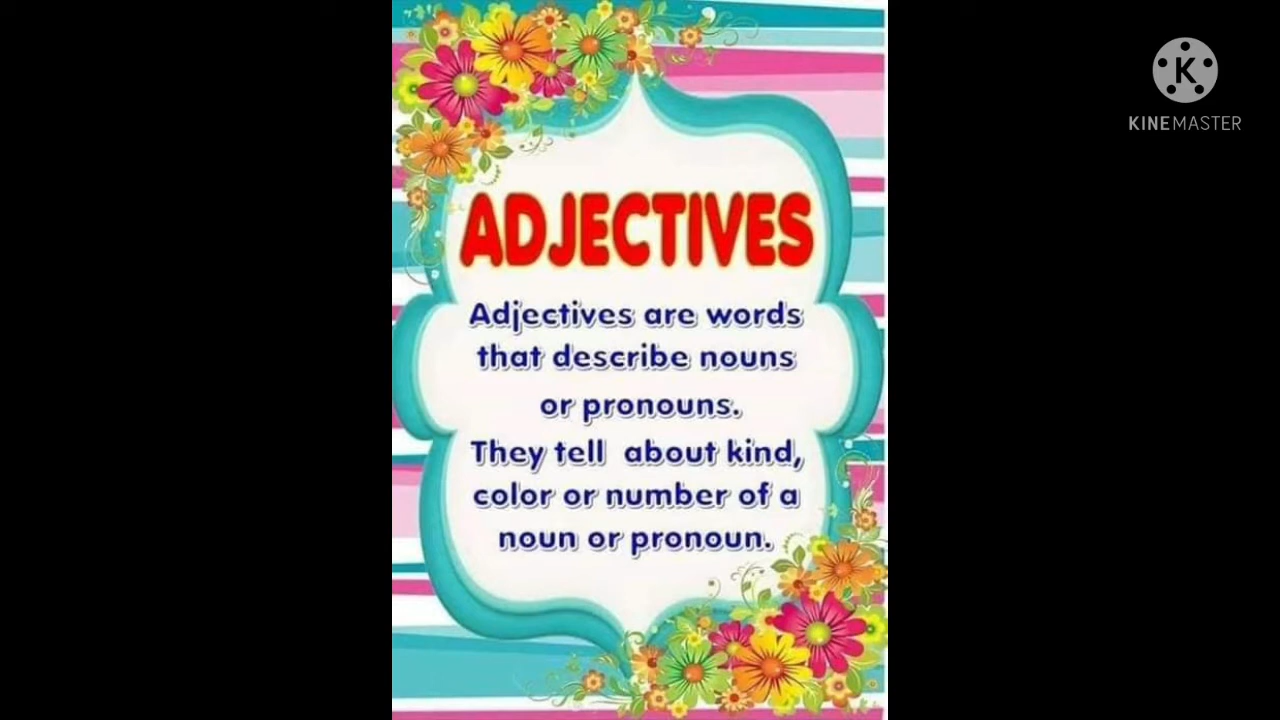 K
KINEMASTER
ADJECTIVES
Adjectives are words
that describe nouns
or pronouns.
They tell about kind,
color or number of a
noun or pronoun.